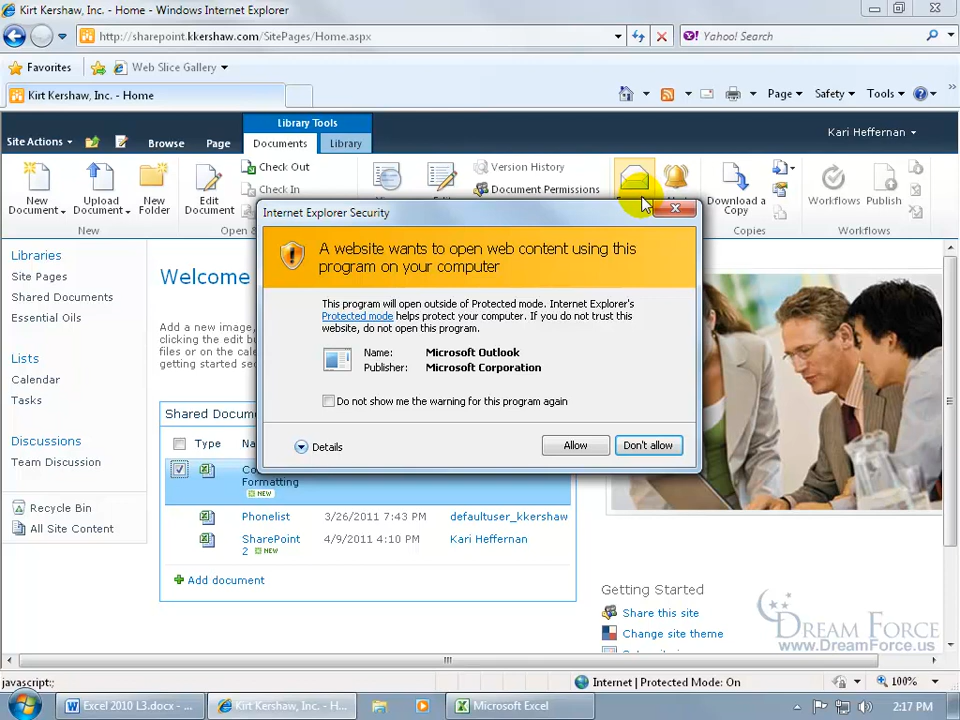 Kirt Kershaw, Inc. - Home - Windows Internet Explorer
http://sharepoint.kkershaw.com/SitePages/Home.aspx
Yahoo! Search
Favorites
Web Slice Gallery
Kirt Kershaw, Inc. - Home
Page
Safety
Tools
Library Tools
Site Actions
Browse
Page
Documents
Library
Kari Heffernan
New Document
Upload Document
New Folder
Edit Document
Check Out
Check In
Version History
Document Permissions
Download a Copy
Workflows
Publish
New
Open
Copies
Workflows
Internet Explorer Security
A website wants to open web content using this
program on your computer
This program will open outside of Protected mode. Internet Explorer's
Protected mode helps protect your computer. If you do not trust this
website, do not open this program.
Name: Microsoft Outlook
Publisher: Microsoft Corporation
Do not show me the warning for this program again
Details
Allow
Don't allow
Libraries
Site Pages
Shared Documents
Essential Oils
Lists
Calendar
Tasks
Discussions
Team Discussion
Recycle Bin
All Site Content
Welcome
Add a new image,
clicking the edit bu
files or on the cale
getting started se
Shared Docum
Type
Na
Co
Formatting
NEW
Phonelist 3/26/2011 7:43 PM defaultuser_kkershaw
SharePoint 4/9/2011 4:10 PM Kari Heffernan
2 NEW
Add document
Getting Started
Share this site
Change site theme
DREAM FORCE
www.DreamForce.us
javascript:;
Internet | Protected Mode: On
100%
Excel 2010 L3.docx - ...
Kirt Kershaw, Inc. - H...
Microsoft Excel
2:17 PM